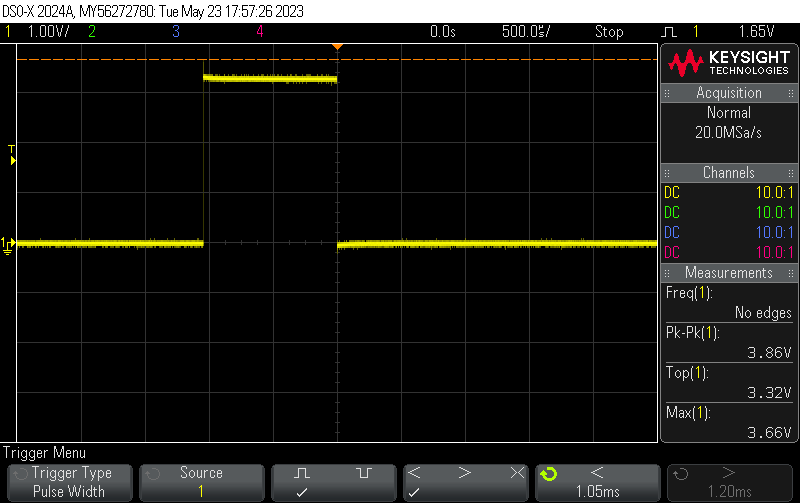 DSO-X 2024A, MY56272780: Tue May 23 17:57:26 2023
1 1.00V/ 2 3 4 0.0s 500.0㎲/ Stop 1 1.65V
KEYSIGHT
TECHNOLOGIES
Acquisition
Normal
20.0MSa/s
Channels
DC 10.0:1
DC 10.0:1
DC 10.0:1
DC 10.0:1
Measurements
Freq(1):
No edges
Pk-Pk(1):
3.86V
Top(1):
3.32V
Max(1):
3.66V
T
1
Trigger Menu
Trigger Type
Pulse Width
Source
1
< > ><
<
1.05ms
>
1.20ms